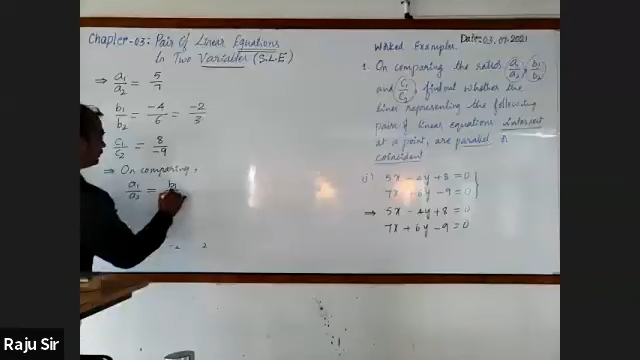 Chapter-03: Pair Of Linear Equations
In Two Variables (S.L.E)
⇒ a₁/a₂ = 5/7
b₁/b₂ = -4/6 = -2/3
c₁/c₂ = 8/-9
⇒ On comparing,
a₁/a₂ = b₁
Date: 03.07.2021
Worked Examples
1. On comparing the ratios a₁/a₂, b₁/b₂
and c₁/c₂, find out whether the
lines representing the following
pair of linear equations intersect
at a point, are parallel or
coincident
i) 5x - 4y + 8 = 0
7x + 6y - 9 = 0
⇒ 5x - 4y + 8 = 0
7x + 6y - 9 = 0
Raju Sir